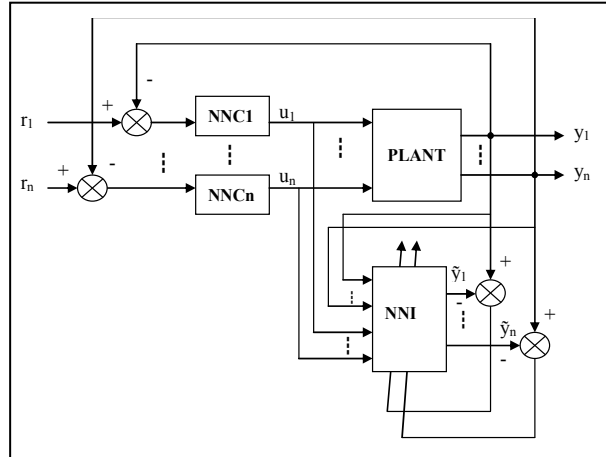 -
+
r₁
NNC1
u₁
PLANT
y₁
+
-
rₙ
NNCn
uₙ
yₙ
NNI
ỹ₁
+
-
ỹₙ
+
-